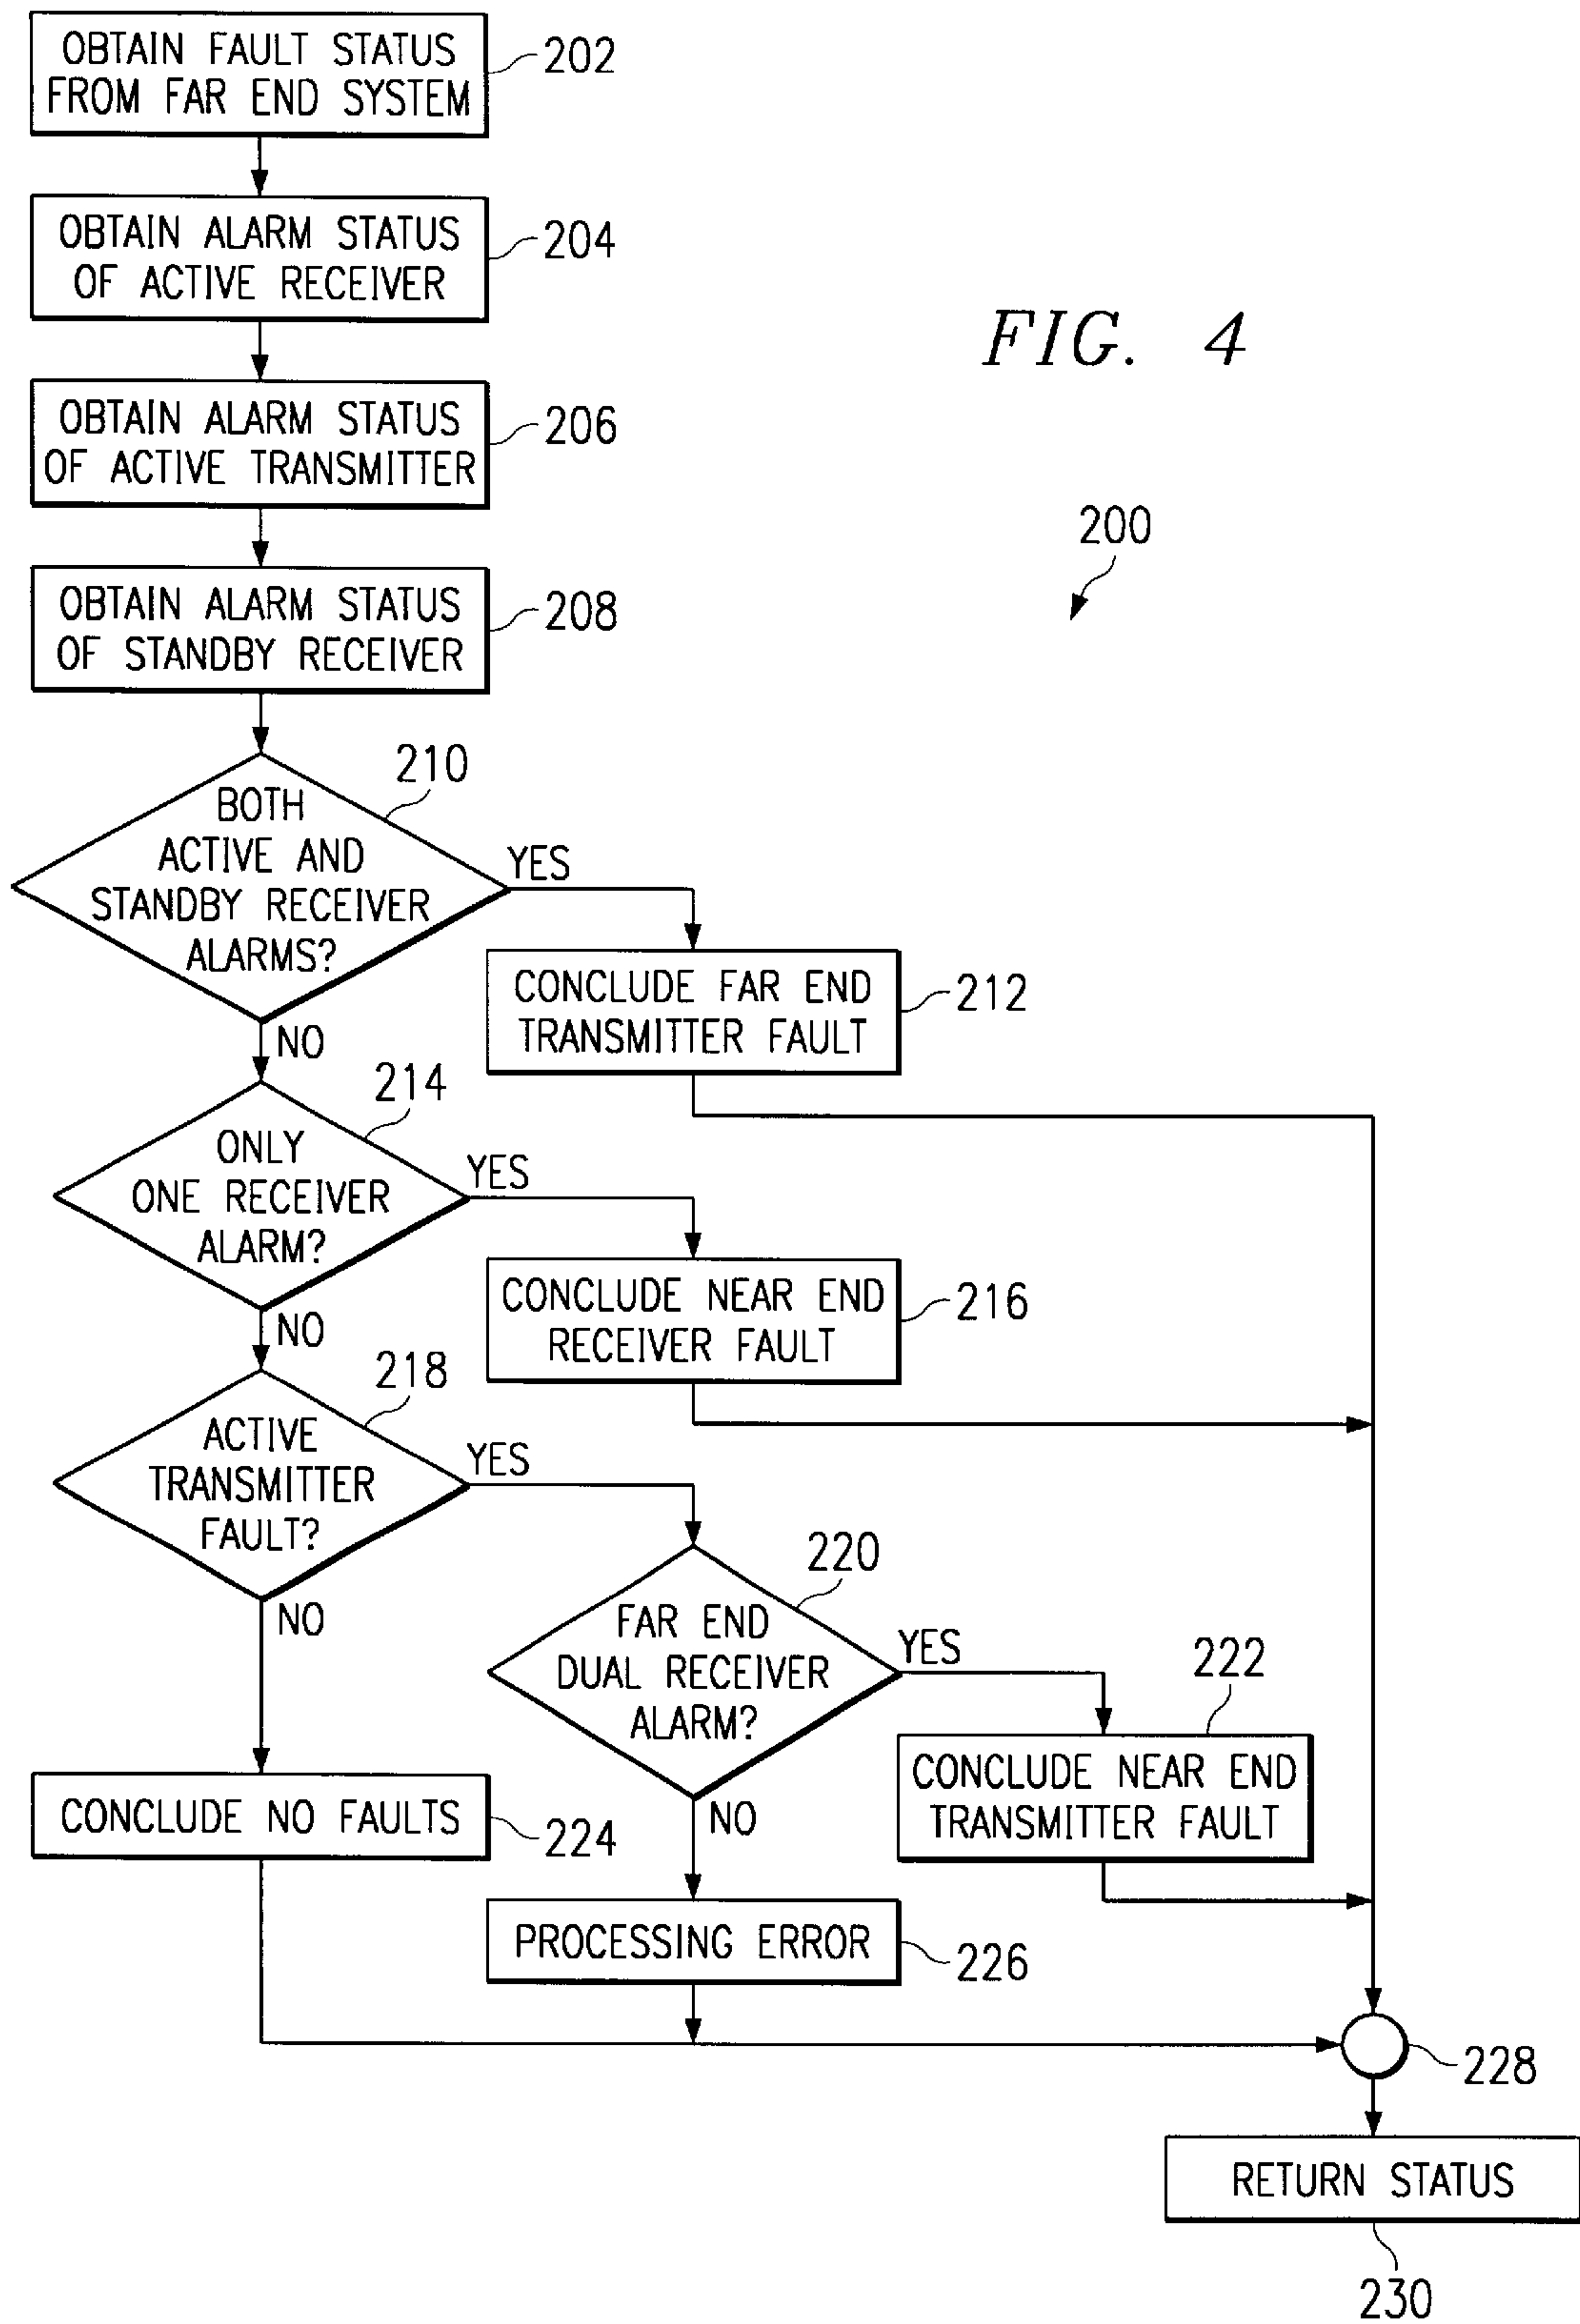 OBTAIN FAULT STATUS
FROM FAR END SYSTEM
202
OBTAIN ALARM STATUS
OF ACTIVE RECEIVER
204
FIG. 4
OBTAIN ALARM STATUS
OF ACTIVE TRANSMITTER
206
200
OBTAIN ALARM STATUS
OF STANDBY RECEIVER
208
210
BOTH
ACTIVE AND
STANDBY RECEIVER
ALARMS?
YES
NO
CONCLUDE FAR END
TRANSMITTER FAULT
212
214
ONLY
ONE RECEIVER
ALARM?
YES
NO
CONCLUDE NEAR END
RECEIVER FAULT
216
218
ACTIVE
TRANSMITTER
FAULT?
YES
NO
220
FAR END
DUAL RECEIVER
ALARM?
YES
NO
222
CONCLUDE NEAR END
TRANSMITTER FAULT
CONCLUDE NO FAULTS
224
PROCESSING ERROR
226
228
RETURN STATUS
230